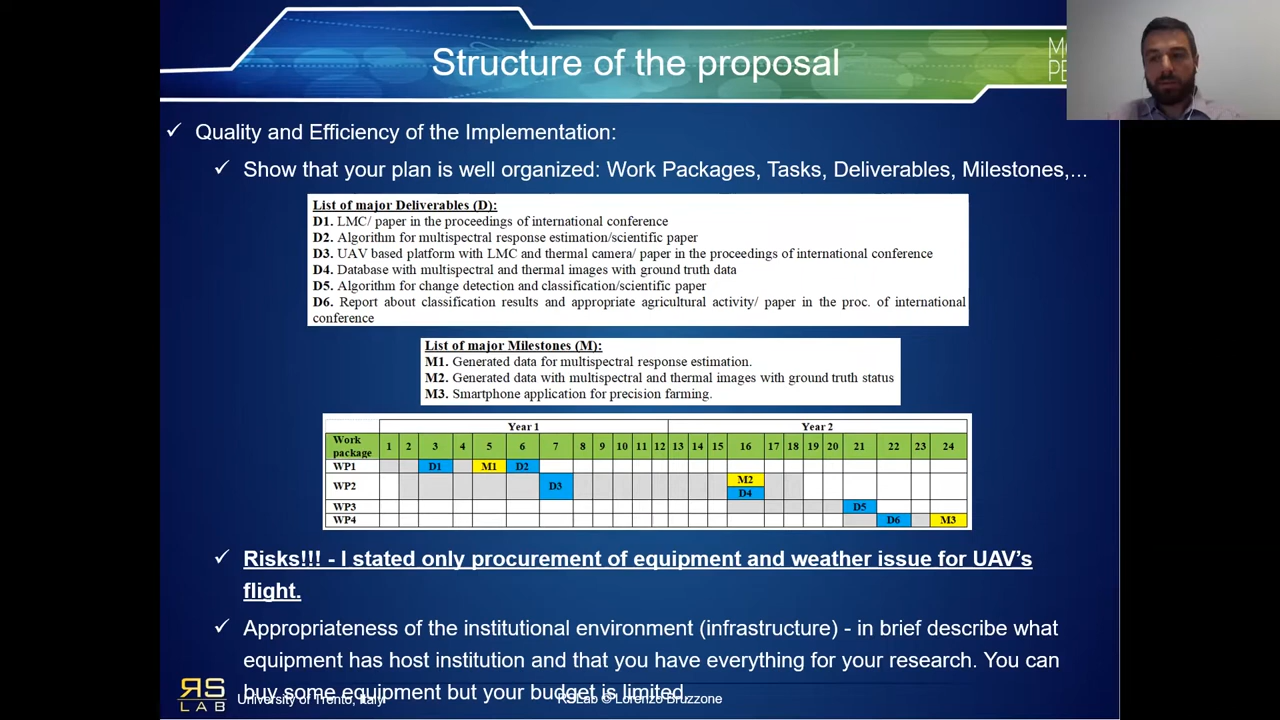 Structure of the proposal
Quality and Efficiency of the Implementation:
Show that your plan is well organized: Work Packages, Tasks, Deliverables, Milestones,...
List of major Deliverables (D):
D1. LMC/ paper in the proceedings of international conference
D2. Algorithm for multispectral response estimation/scientific paper
D3. UAV based platform with LMC and thermal camera/ paper in the proceedings of international conference
D4. Database with multispectral and thermal images with ground truth data
D5. Algorithm for change detection and classification/scientific paper
D6. Report about classification results and appropriate agricultural activity/ paper in the proc. of international
conference
List of major Milestones (M):
M1. Generated data for multispectral response estimation.
M2. Generated data with multispectral and thermal images with ground truth status
M3. Smartphone application for precision farming.
Year 1 Year 2
Work package 1 2 3 4 5 6 7 8 9 10 11 12 13 14 15 16 17 18 19 20 21 22 23 24
WP1 D1 M1 D2
WP2 D3 M2 D4
WP3 D5
WP4 D6 M3
Risks!!! - I stated only procurement of equipment and weather issue for UAV's
flight.
Appropriateness of the institutional environment (infrastructure) - in brief describe what
equipment has host institution and that you have everything for your research. You can
buy some equipment but your budget is limited.
RS LAB
University of Trento, Italy
RSLab © Lorenzo Bruzzone